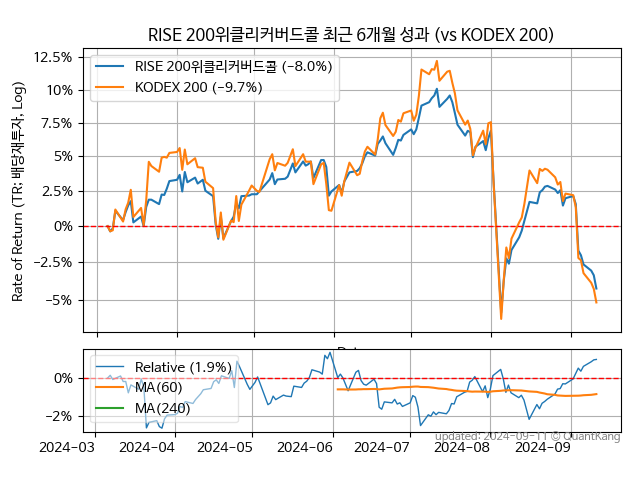 RISE 200위클리커버드콜 최근 6개월 성과 (vs KODEX 200)
Rate of Return (TR: 배당재투자, Log)
12.5%
10%
7.5%
5%
2.5%
0%
−2.5%
−5%
RISE 200위클리커버드콜 (−8.0%)
KODEX 200 (−9.7%)
0%
−2%
Relative (1.9%)
MA(60)
MA(240)
2024-03
2024-04
2024-05
2024-06
2024-07
2024-08
2024-09
updated: 2024-09-11 © QuantKang